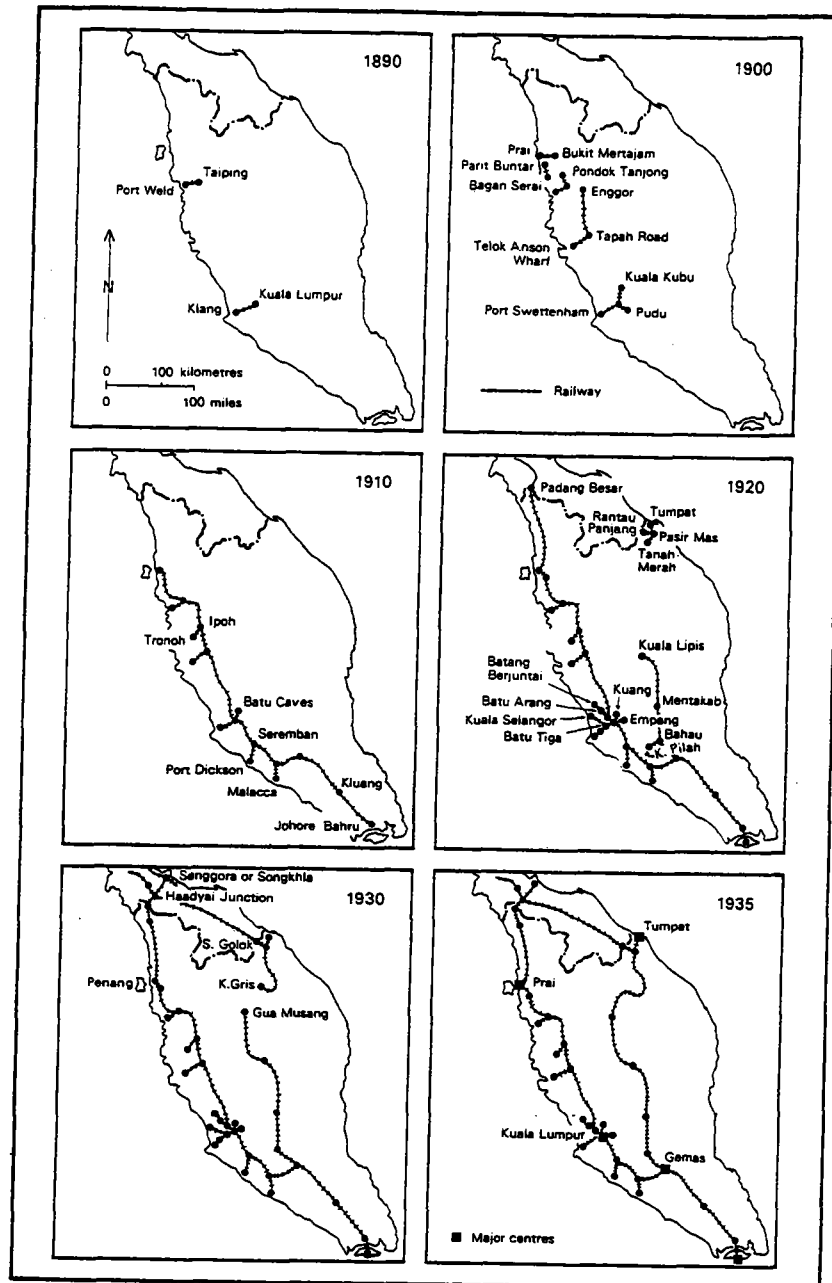 1890
Taiping
Port Weld
N
Kuala Lumpur
Klang
0 100 kilometres
0 100 miles
1900
Prai
Bukit Mertajam
Parit Buntar
Pondok Tanjong
Bagan Serai
Enggor
Tapah Road
Telok Anson
Wharf
Kuala Kubu
Port Swettenham
Pudu
Railway
1910
Ipoh
Tronoh
Batu Caves
Seremban
Port Dickson
Malacca
Kluang
Johore Bahru
1920
Padang Besar
Tumpat
Rantau
Panjang
Pasir Mas
Tanah
Merah
Kuala Lipis
Batang
Berjuntai
Kuang
Mentakab
Batu Arang
Empang
Kuala Selangor
Bahau
Batu Tiga
K. Pilah
1930
Senggora or Songkhla
Haadyai Junction
S. Golok
Penang
K.Gris
Gua Musang
1935
Tumpat
Prai
Kuala Lumpur
Gemas
Major centres